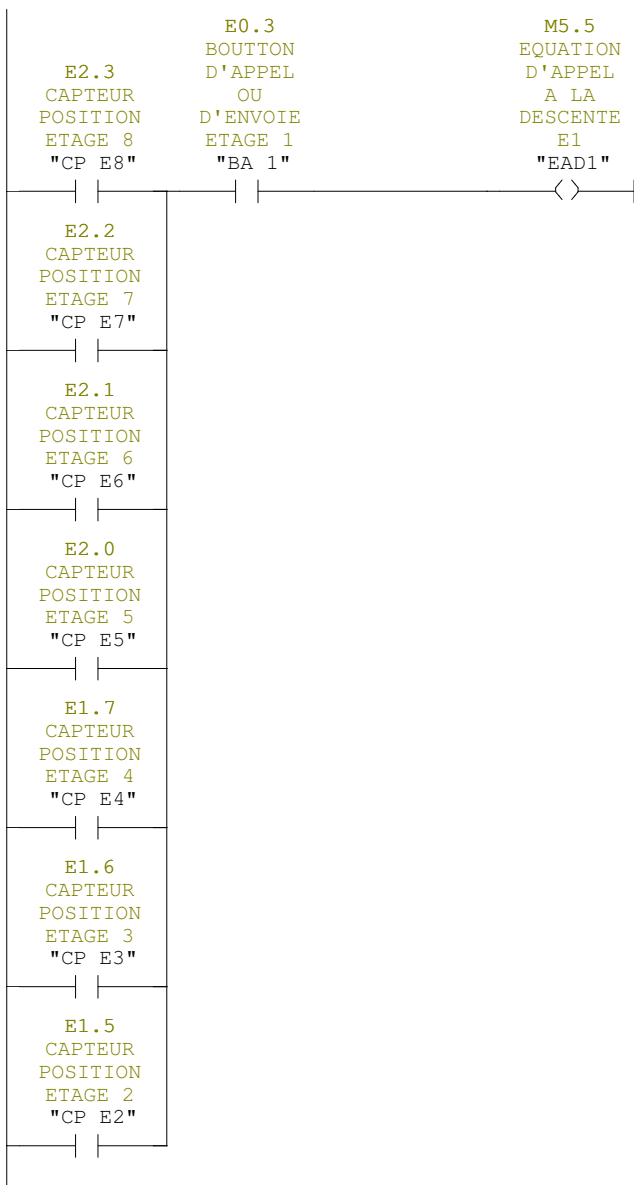 E2.3
CAPTEUR
POSITION
ETAGE 8
"CP E8"
E0.3
BOUTTON
D'APPEL
OU
D'ENVOIE
ETAGE 1
"BA 1"
M5.5
EQUATION
D'APPEL
A LA
DESCENTE
E1
"EAD1"
E2.2
CAPTEUR
POSITION
ETAGE 7
"CP E7"
E2.1
CAPTEUR
POSITION
ETAGE 6
"CP E6"
E2.0
CAPTEUR
POSITION
ETAGE 5
"CP E5"
E1.7
CAPTEUR
POSITION
ETAGE 4
"CP E4"
E1.6
CAPTEUR
POSITION
ETAGE 3
"CP E3"
E1.5
CAPTEUR
POSITION
ETAGE 2
"CP E2"